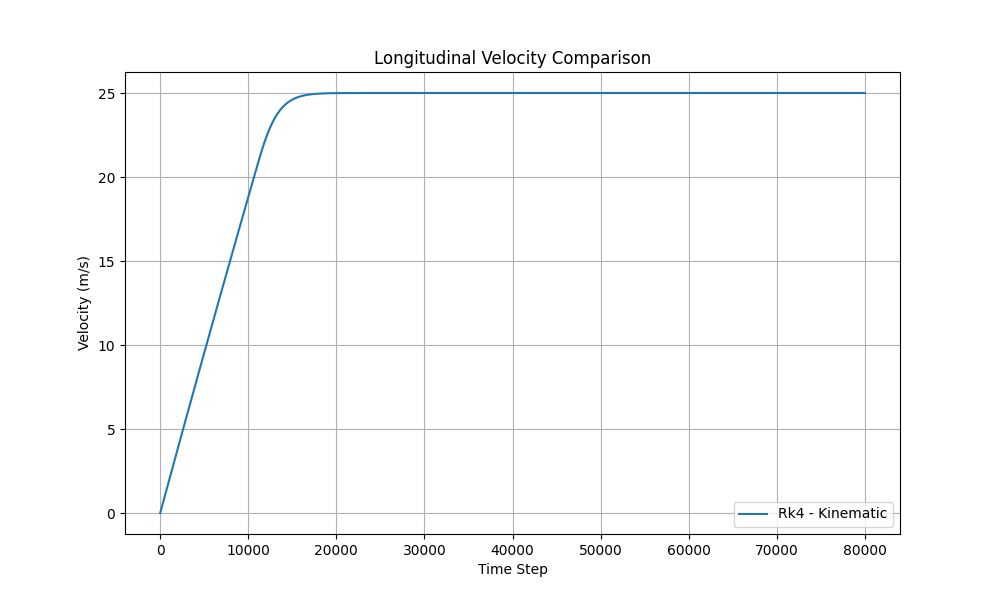 Longitudinal Velocity Comparison
Velocity (m/s)
25
20
15
10
5
0
Rk4 - Kinematic
0 10000 20000 30000 40000 50000 60000 70000 80000
Time Step